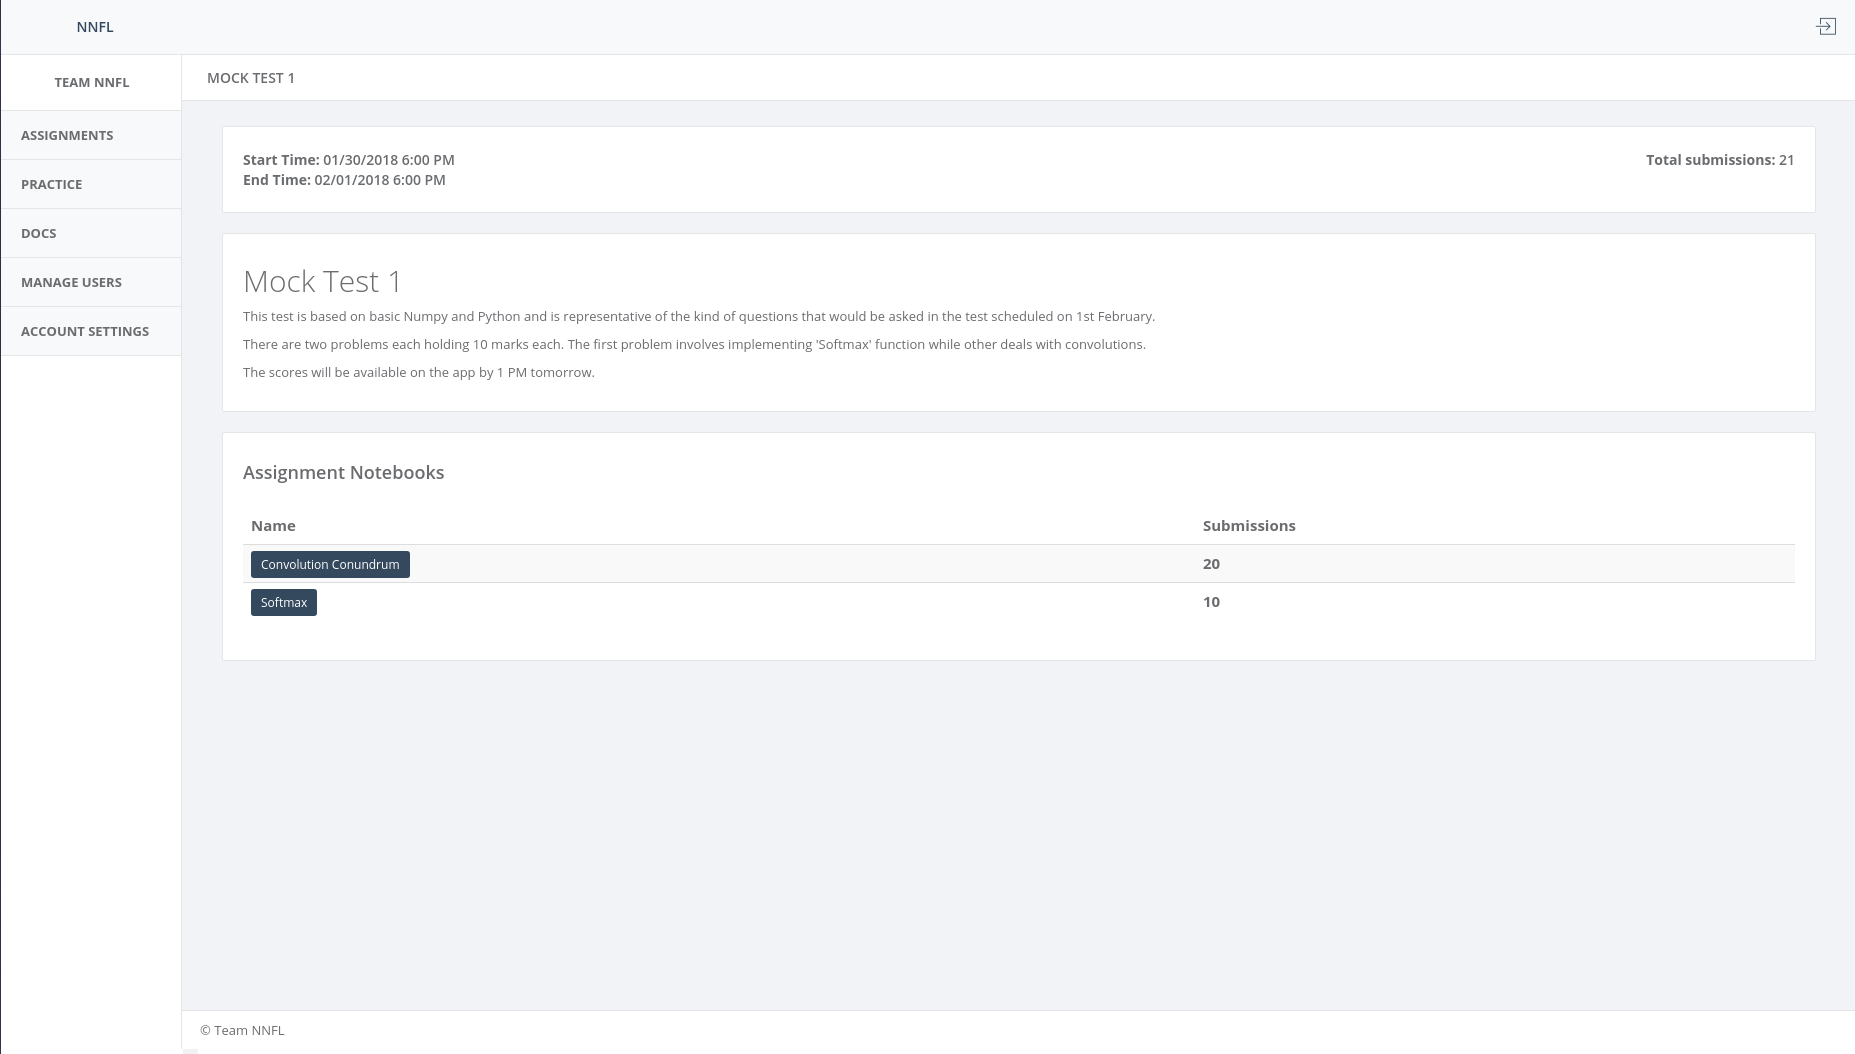 NNFL
TEAM NNFL
ASSIGNMENTS
PRACTICE
DOCS
MANAGE USERS
ACCOUNT SETTINGS
MOCK TEST 1
Start Time: 01/30/2018 6:00 PM
Total submissions: 21
End Time: 02/01/2018 6:00 PM
Mock Test 1
This test is based on basic Numpy and Python and is representative of the kind of questions that would be asked in the test scheduled on 1st February.
There are two problems each holding 10 marks each. The first problem involves implementing 'Softmax' function while other deals with convolutions.
The scores will be available on the app by 1 PM tomorrow.
Assignment Notebooks
Name Submissions
Convolution Conundrum 20
Softmax 10
© Team NNFL